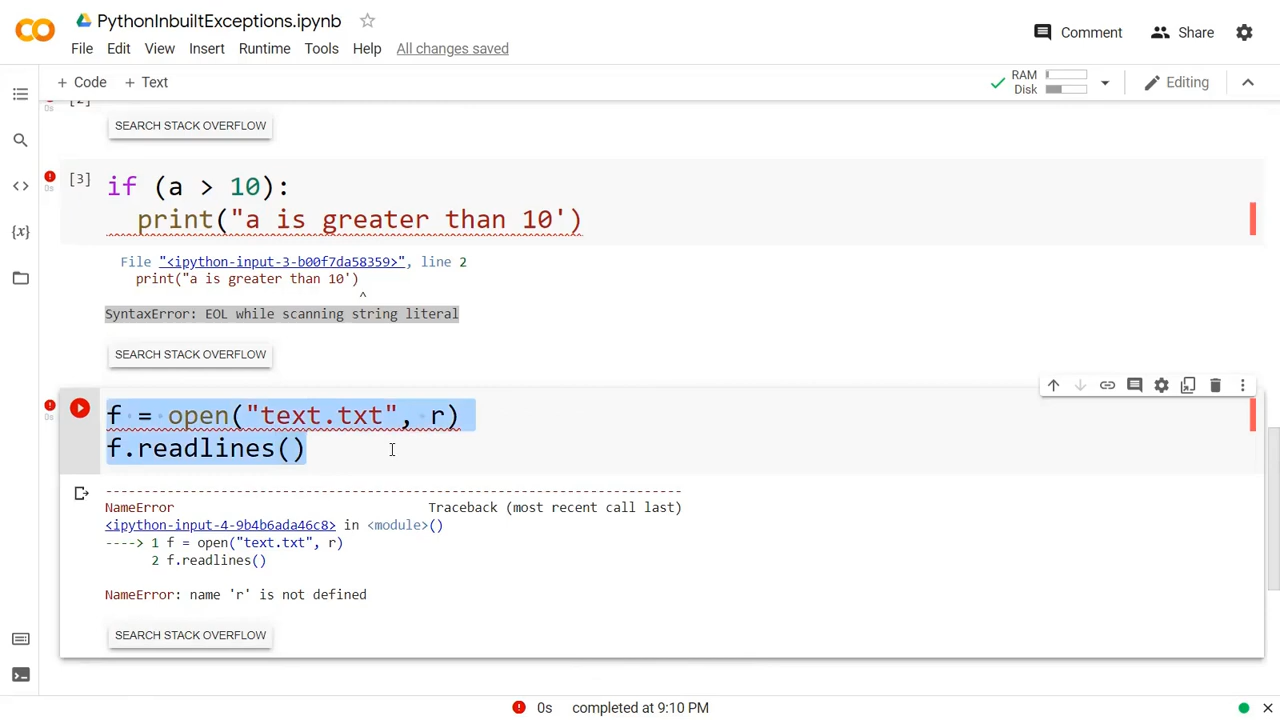 PythonInbuiltExceptions.ipynb
File Edit View Insert Runtime Tools Help All changes saved
Comment Share
+ Code + Text
RAM
Disk
Editing
[2]
0s
SEARCH STACK OVERFLOW
[3]
0s
if (a > 10):
print("a is greater than 10')
File "<ipython-input-3-b00f7da58359>", line 2
print("a is greater than 10')
^
SyntaxError: EOL while scanning string literal
SEARCH STACK OVERFLOW
0s
f = open("text.txt", r)
f.readlines()
---------------------------------------------------------------------------
NameError Traceback (most recent call last)
<ipython-input-4-9b4b6ada46c8> in <module>()
----> 1 f = open("text.txt", r)
2 f.readlines()
NameError: name 'r' is not defined
SEARCH STACK OVERFLOW
0s completed at 9:10 PM